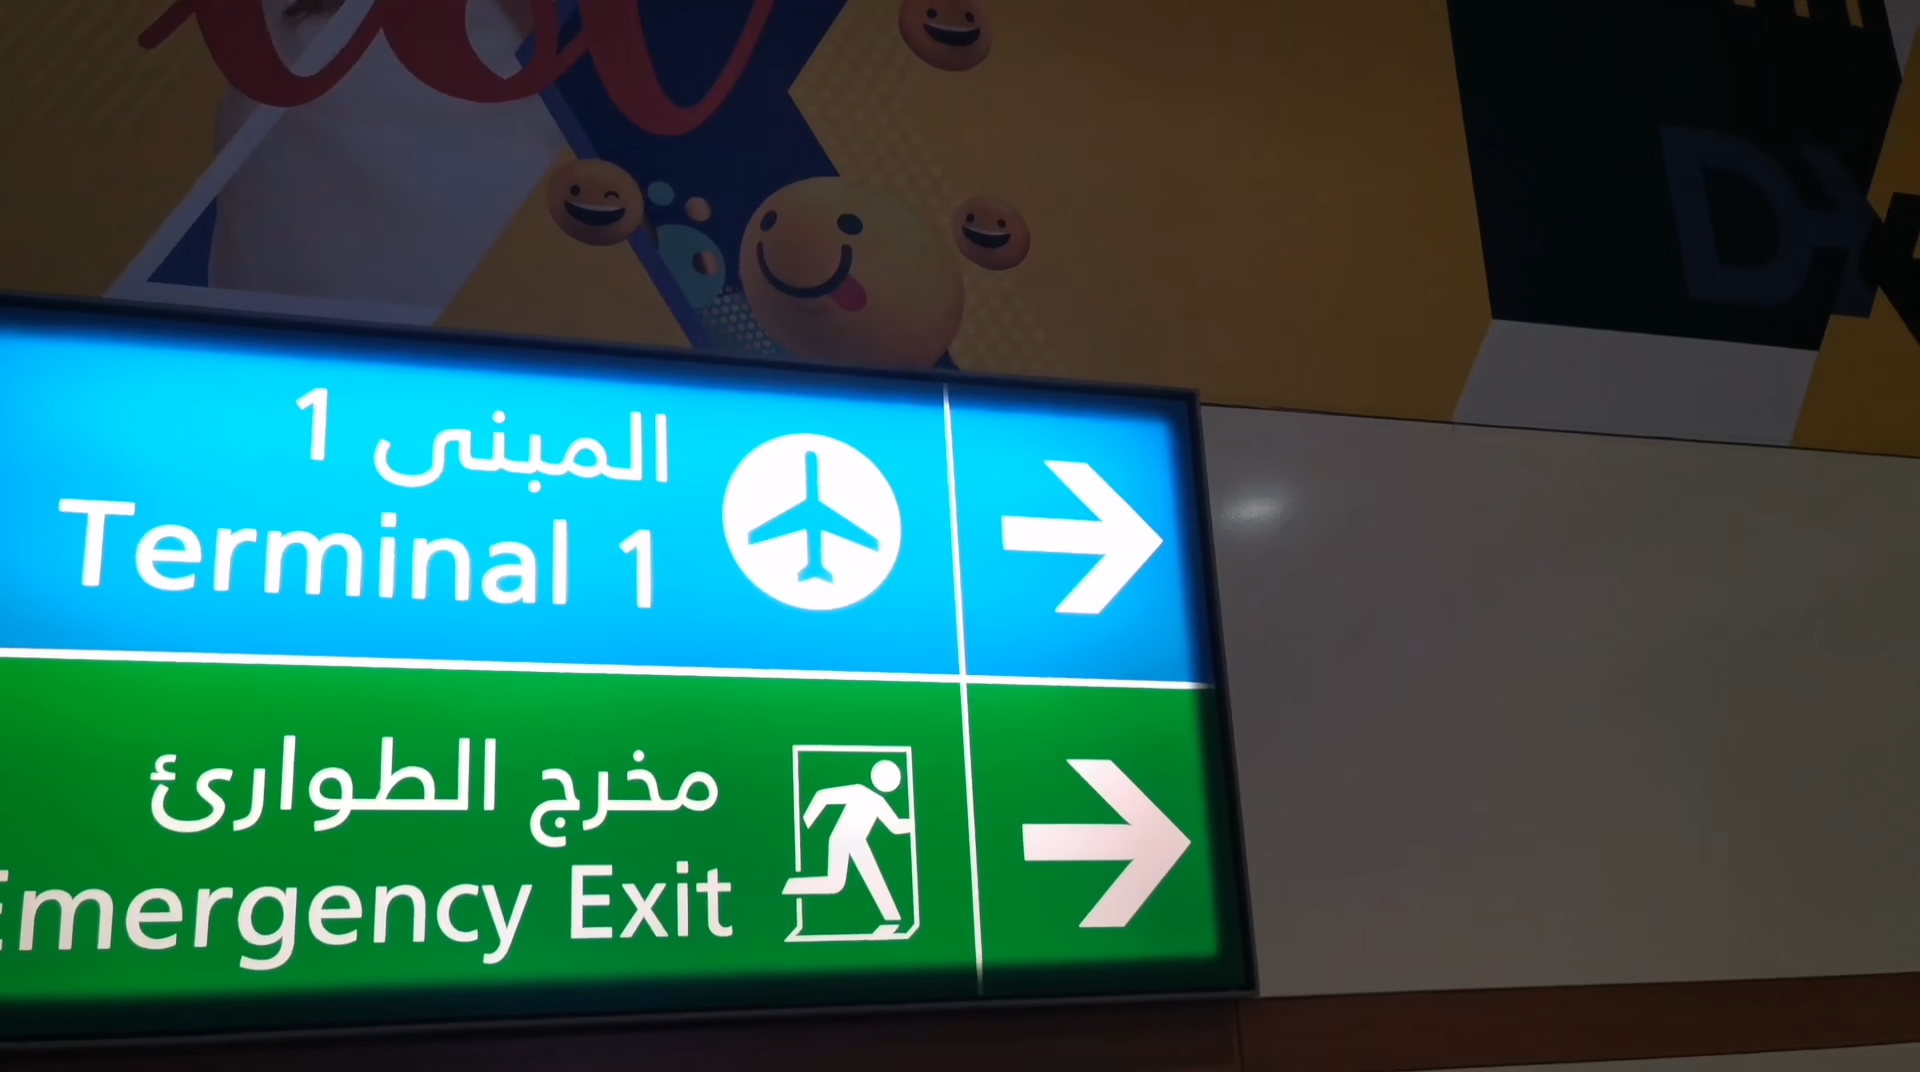 المبنى 1
Terminal 1
مخرج الطوارئ
Emergency Exit